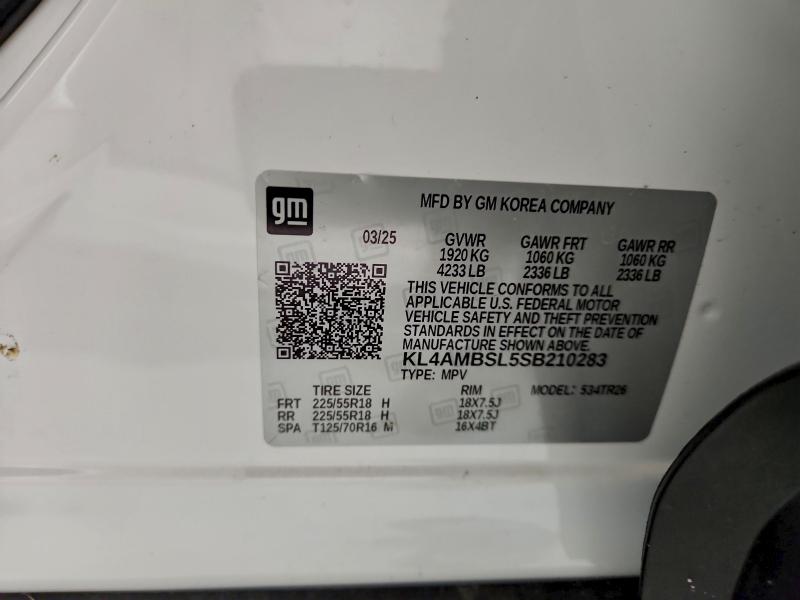 gm
MFD BY GM KOREA COMPANY
03/25 GVWR GAWR FRT GAWR RR
1920 KG 1060 KG 1060 KG
4233 LB 2336 LB 2336 LB
THIS VEHICLE CONFORMS TO ALL
APPLICABLE U.S. FEDERAL MOTOR
VEHICLE SAFETY AND THEFT PREVENTION
STANDARDS IN EFFECT ON THE DATE OF
MANUFACTURE SHOWN ABOVE.
KL4AMBSL5SB210283
TYPE: MPV
TIRE SIZE RIM MODEL: 534TR26
FRT 225/55R18 H 18X7.5J
RR 225/55R18 H 18X7.5J
SPA T125/70R16 M 16X4BT